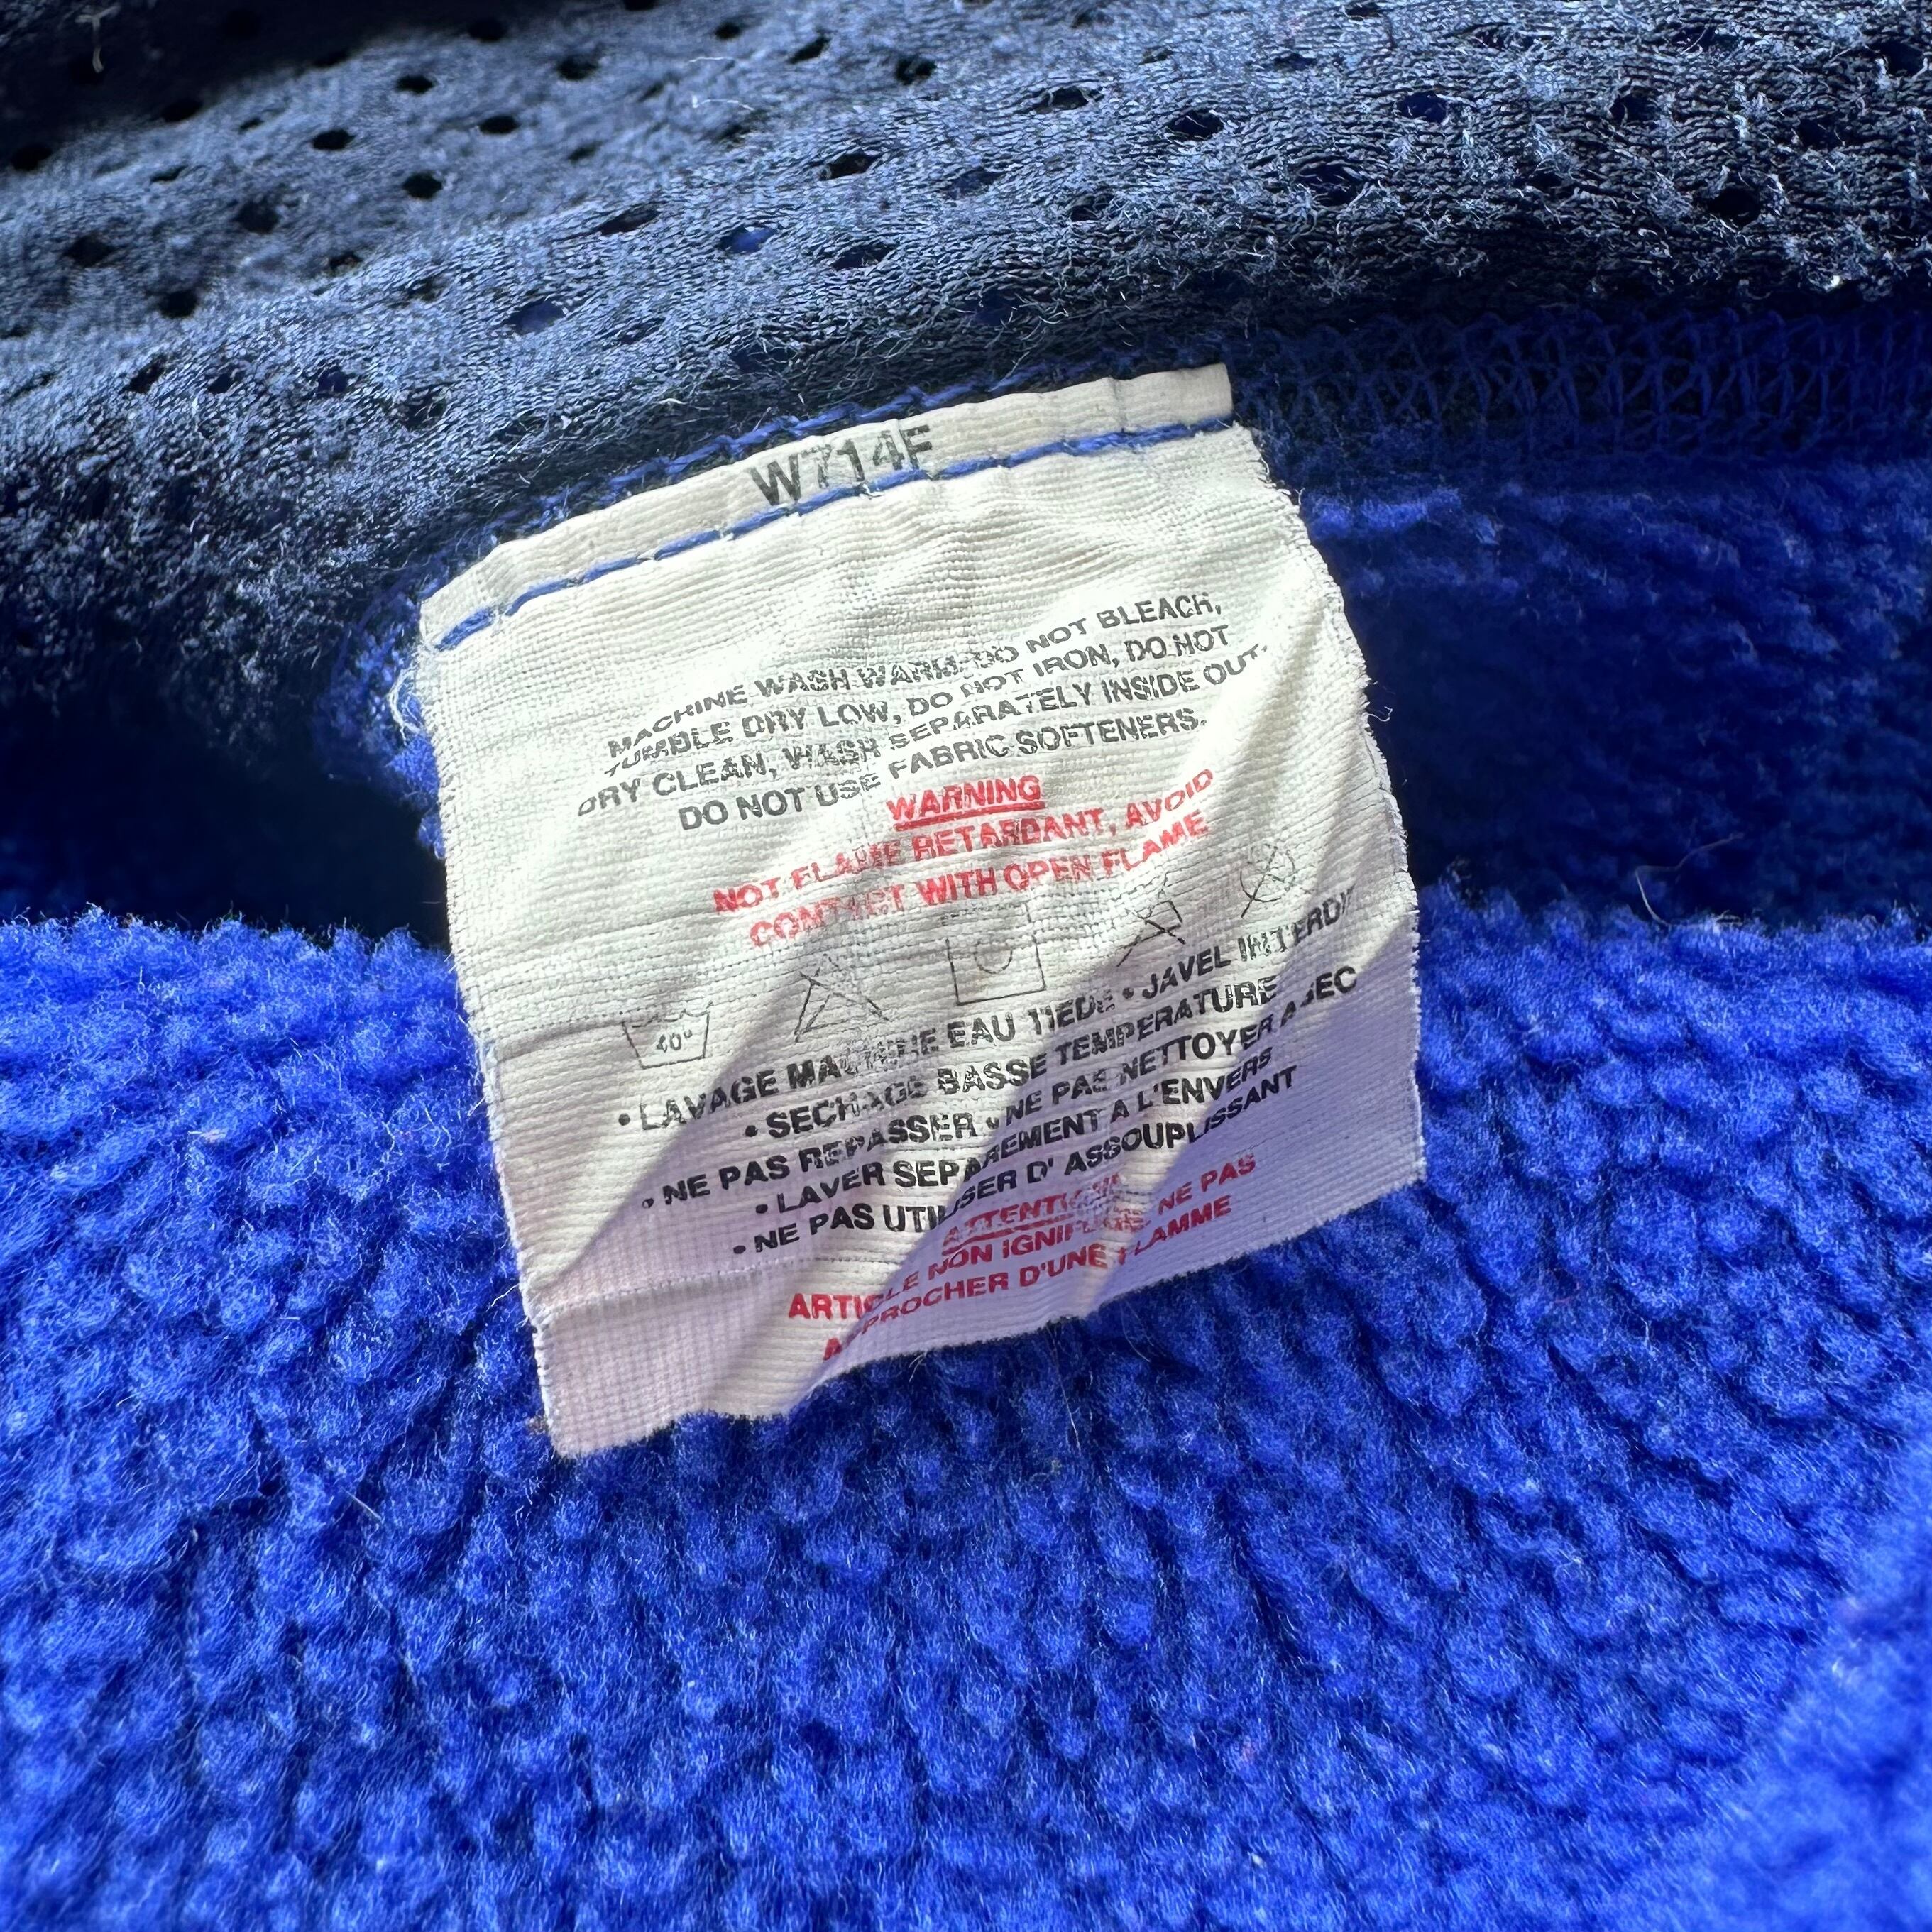 W714F
MACHINE WASH WARM, DO NOT BLEACH,
TUMBLE DRY LOW, DO NOT IRON, DO NOT
DRY CLEAN, WASH SEPARATELY INSIDE OUT.
DO NOT USE FABRIC SOFTENERS.
WARNING
NOT FLAME RETARDANT, AVOID
CONTACT WITH OPEN FLAME
40°
• LAVAGE MACHINE EAU TIEDE • JAVEL INTERDIT
• SECHAGE BASSE TEMPERATURE
• NE PAS REPASSER • NE PAS NETTOYER A SEC
• LAVER SEPAREMENT A L'ENVERS
• NE PAS UTILISER D' ASSOUPLISSANT
ATTENTION
ARTICLE NON IGNIFUGE, NE PAS
APPROCHER D'UNE FLAMME